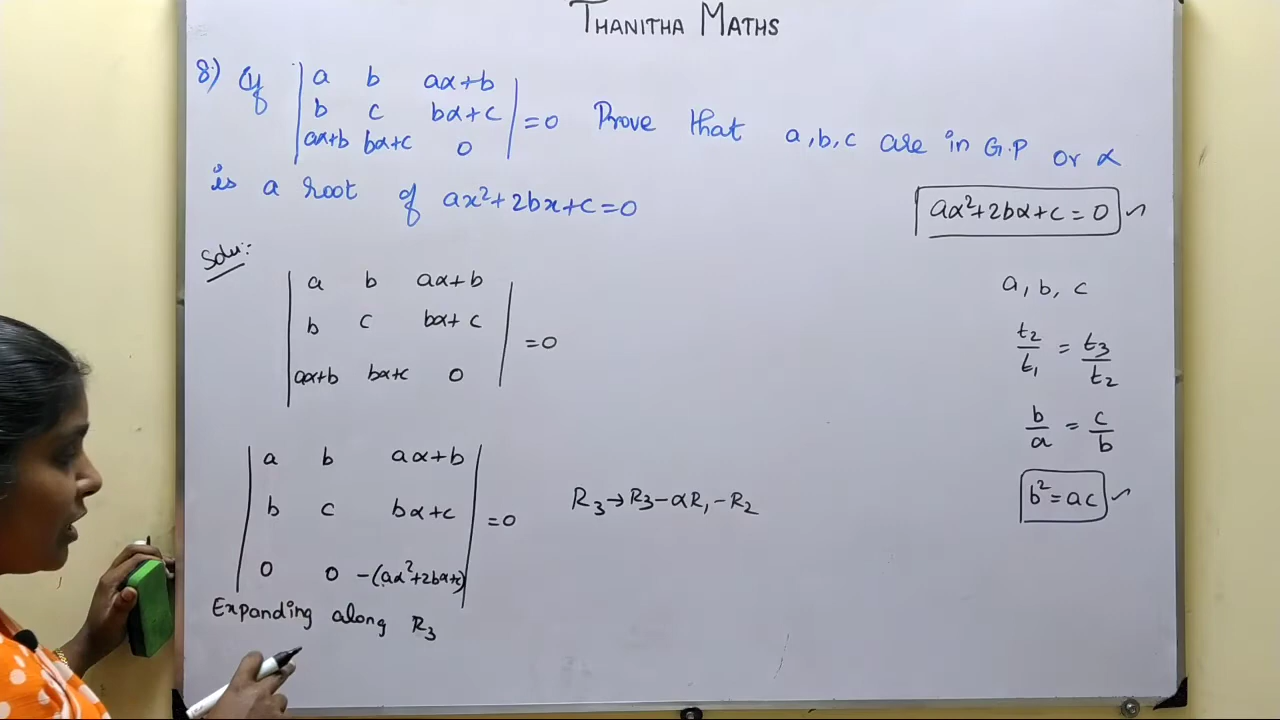 THANITHA MATHS
8) If | a b aα+b |
| b c bα+c | =0 Prove that a,b,c are in G.P or α
| aα+b bα+c 0 |
is a root of ax²+2bx+c=0
aα²+2bα+c=0
Solu:
| a b aα+b |
| b c bα+c | =0
| aα+b bα+c 0 |
a, b, c
t₂/t₁ = t₃/t₂
b/a = c/b
b²=ac
| a b aα+b |
| b c bα+c | =0 R₃→R₃-αR₁-R₂
| 0 0 -(aα²+2bα+c) |
Expanding along R₃